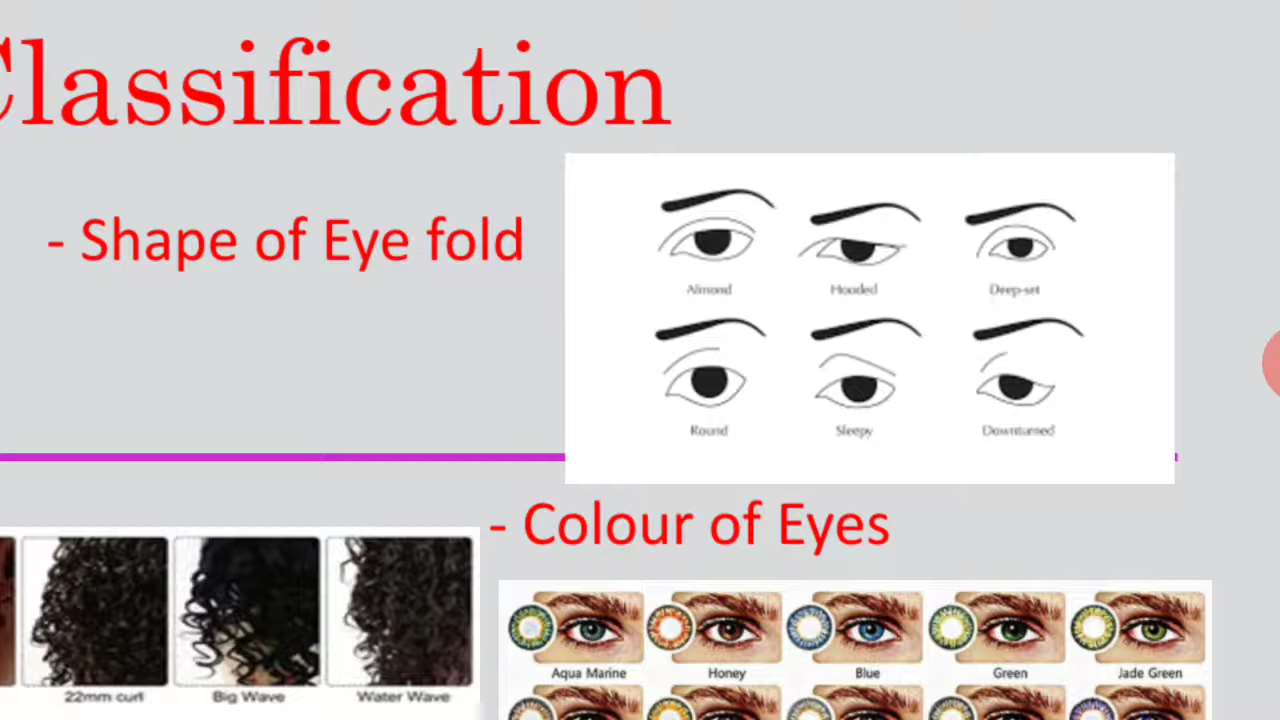 Classification
- Shape of Eye fold
Almond Hooded Deep-set
Round Sleepy Downturned
- Colour of Eyes
22mm curl Big Wave Water Wave
Aqua Marine Honey Blue Green Jade Green